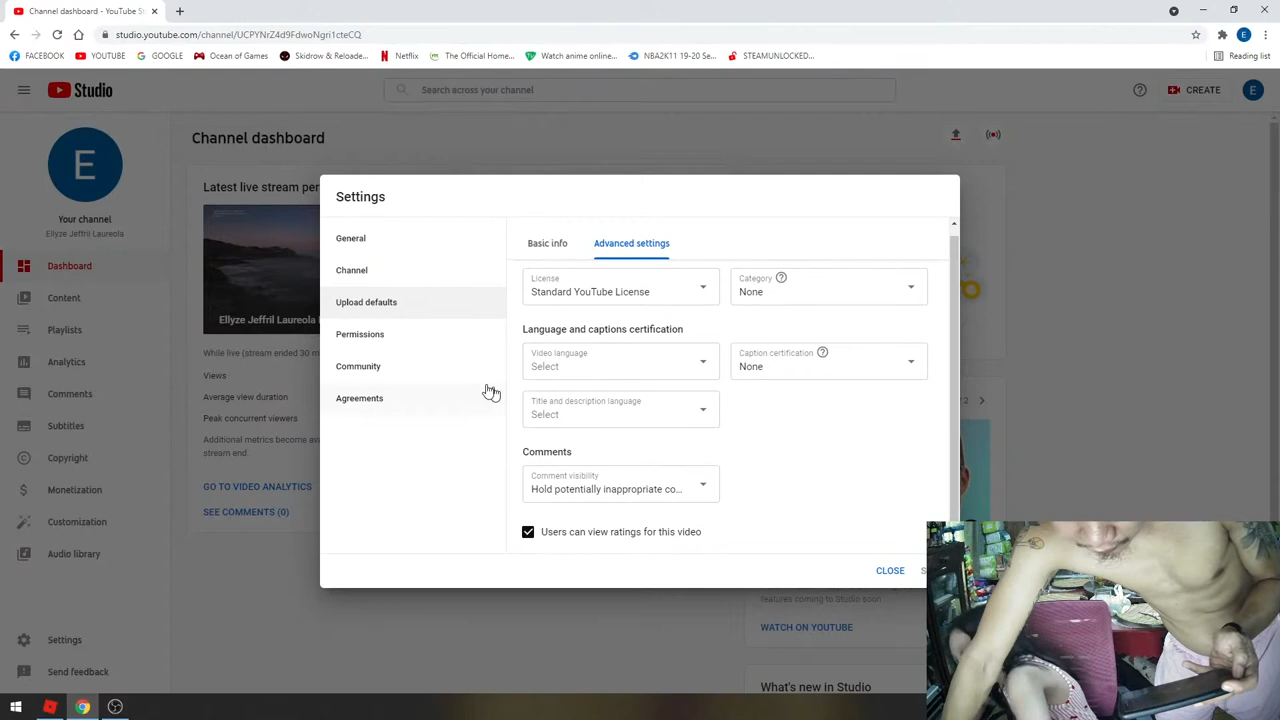 Channel dashboard - YouTube St
studio.youtube.com/channel/UCPYNrZ4d9FdwoNgri1cteCQ
E
FACEBOOK
YOUTUBE
GOOGLE
Ocean of Games
Skidrow & Reloade...
Netflix
The Official Home...
Watch anime online...
NBA2K11 19-20 Se...
STEAMUNLOCKED...
Reading list
Studio
Search across your channel
CREATE
E
E
Your channel
Ellyze Jeffril Laureola
Dashboard
Content
Playlists
Analytics
Comments
Subtitles
Copyright
Monetization
Customization
Audio library
Settings
Send feedback
Channel dashboard
Latest live stream per
Ellyze Jeffril Laureola
While live (stream ended 30 m
Views
Average view duration
Peak concurrent viewers
Additional metrics become ava
stream end.
GO TO VIDEO ANALYTICS
SEE COMMENTS (0)
Settings
General
Channel
Upload defaults
Permissions
Community
Agreements
Basic info
Advanced settings
License
Standard YouTube License
Category
None
Language and captions certification
Video language
Select
Caption certification
None
Title and description language
Select
Comments
Comment visibility
Hold potentially inappropriate co...
Users can view ratings for this video
CLOSE
S
/ 2
features coming to Studio soon
WATCH ON YOUTUBE
What's new in Studio